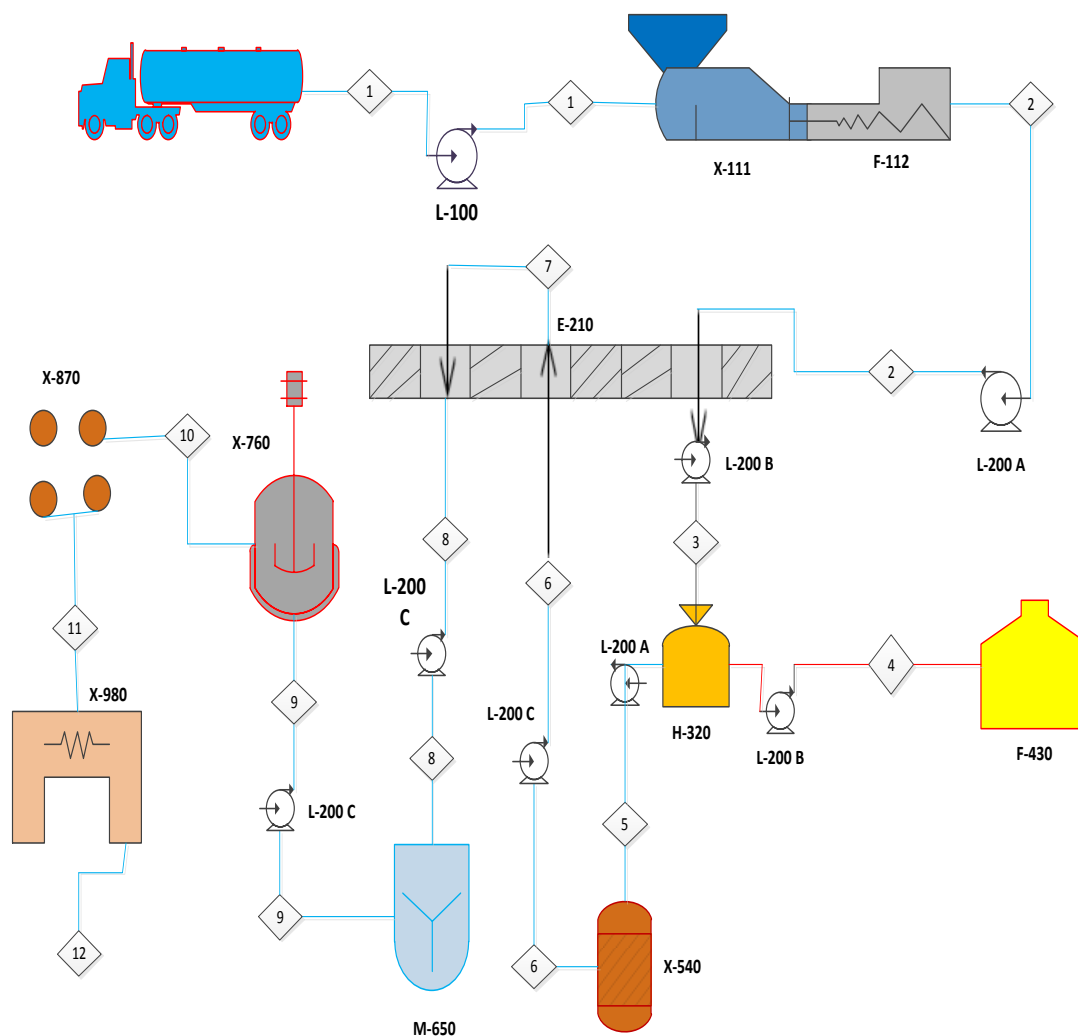 1
1
2
X-111
F-112
L-100
7
E-210
2
X-870
10
X-760
L-200 B
L-200 A
8
3
6
L-200
C
11
L-200 A
4
X-980
9
L-200 C
H-320
L-200 B
F-430
8
L-200 C
5
9
12
6
X-540
M-650